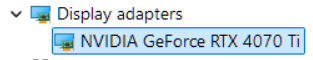 Display adapters
NVIDIA GeForce RTX 4070 Ti